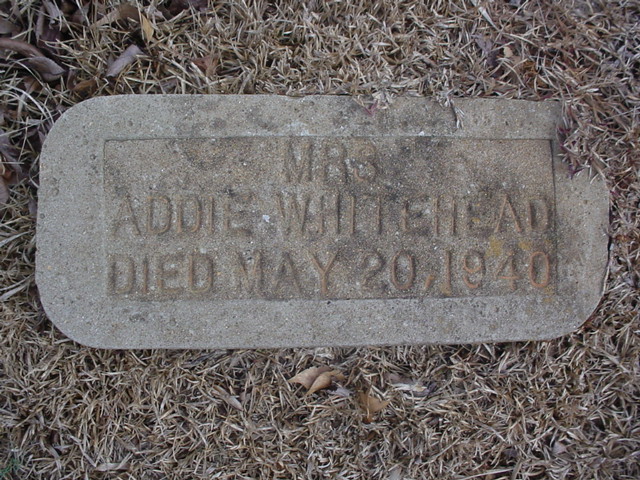 MRS
ADDIE WHITEHEAD
DIED MAY 20, 1940